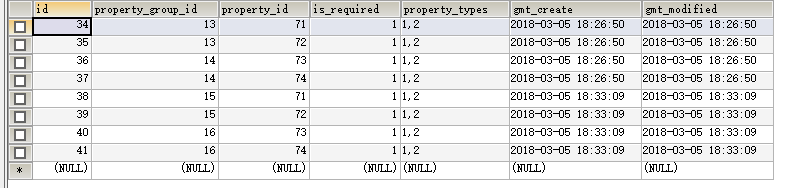 id property_group_id property_id is_required property_types gmt_create gmt_modified
34 13 71 1 1,2 2018-03-05 18:26:50 2018-03-05 18:26:50
35 13 72 1 1,2 2018-03-05 18:26:50 2018-03-05 18:26:50
36 14 73 1 1,2 2018-03-05 18:26:50 2018-03-05 18:26:50
37 14 74 1 1,2 2018-03-05 18:26:50 2018-03-05 18:26:50
38 15 71 1 1,2 2018-03-05 18:33:09 2018-03-05 18:33:09
39 15 72 1 1,2 2018-03-05 18:33:09 2018-03-05 18:33:09
40 16 73 1 1,2 2018-03-05 18:33:09 2018-03-05 18:33:09
41 16 74 1 1,2 2018-03-05 18:33:09 2018-03-05 18:33:09
* (NULL) (NULL) (NULL) (NULL) (NULL) (NULL) (NULL)